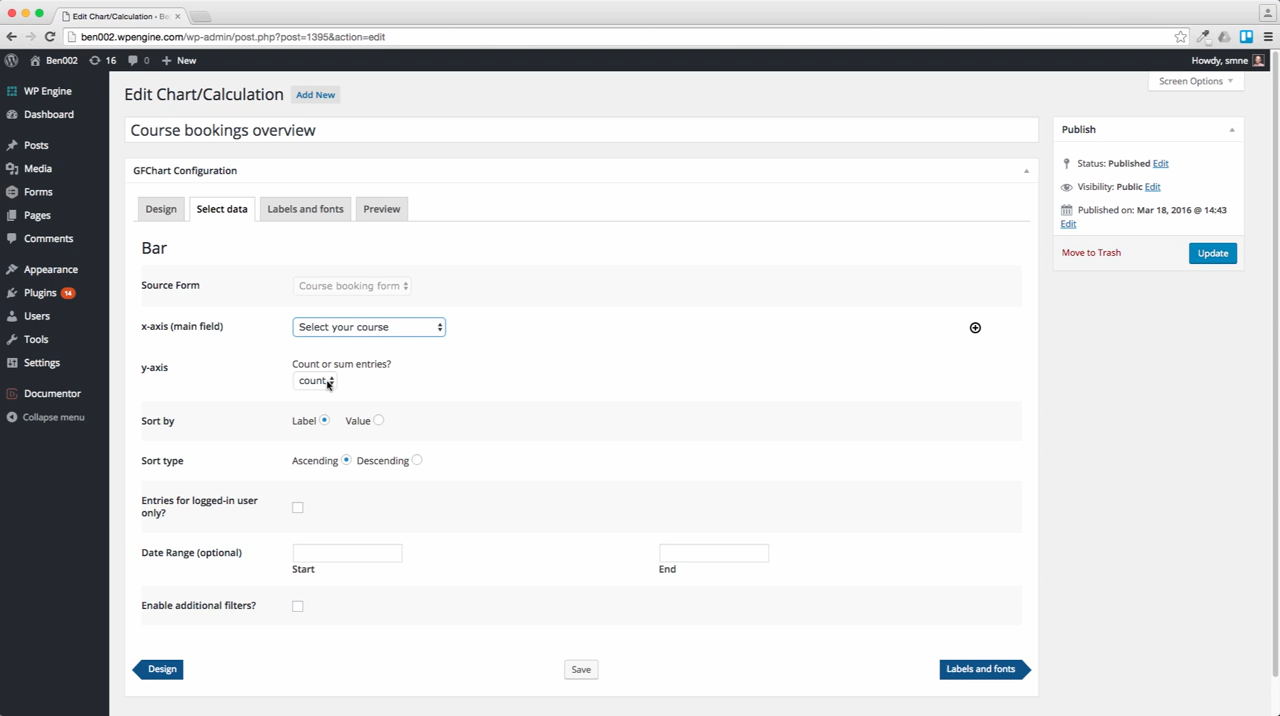 Edit Chart/Calculation • Be
ben002.wpengine.com/wp-admin/post.php?post=1395&action=edit
Ben002
16
0
New
Howdy, smne
WP Engine
Dashboard
Posts
Media
Forms
Pages
Comments
Appearance
Plugins 14
Users
Tools
Settings
Documentor
Collapse menu
Screen Options
Edit Chart/Calculation Add New
Course bookings overview
GFChart Configuration
Design Select data Labels and fonts Preview
Bar
Source Form Course booking form
x-axis (main field) Select your course
y-axis
Count or sum entries?
count
Sort by Label Value
Sort type Ascending Descending
Entries for logged-in user
only?
Date Range (optional)
Start End
Enable additional filters?
Design Save Labels and fonts
Publish
Status: Published Edit
Visibility: Public Edit
Published on: Mar 18, 2016 @ 14:43
Edit
Move to Trash Update